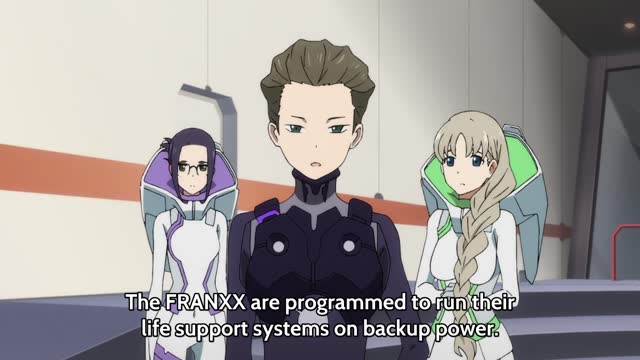 The FRANXX are programmed to run their
life support systems on backup power.